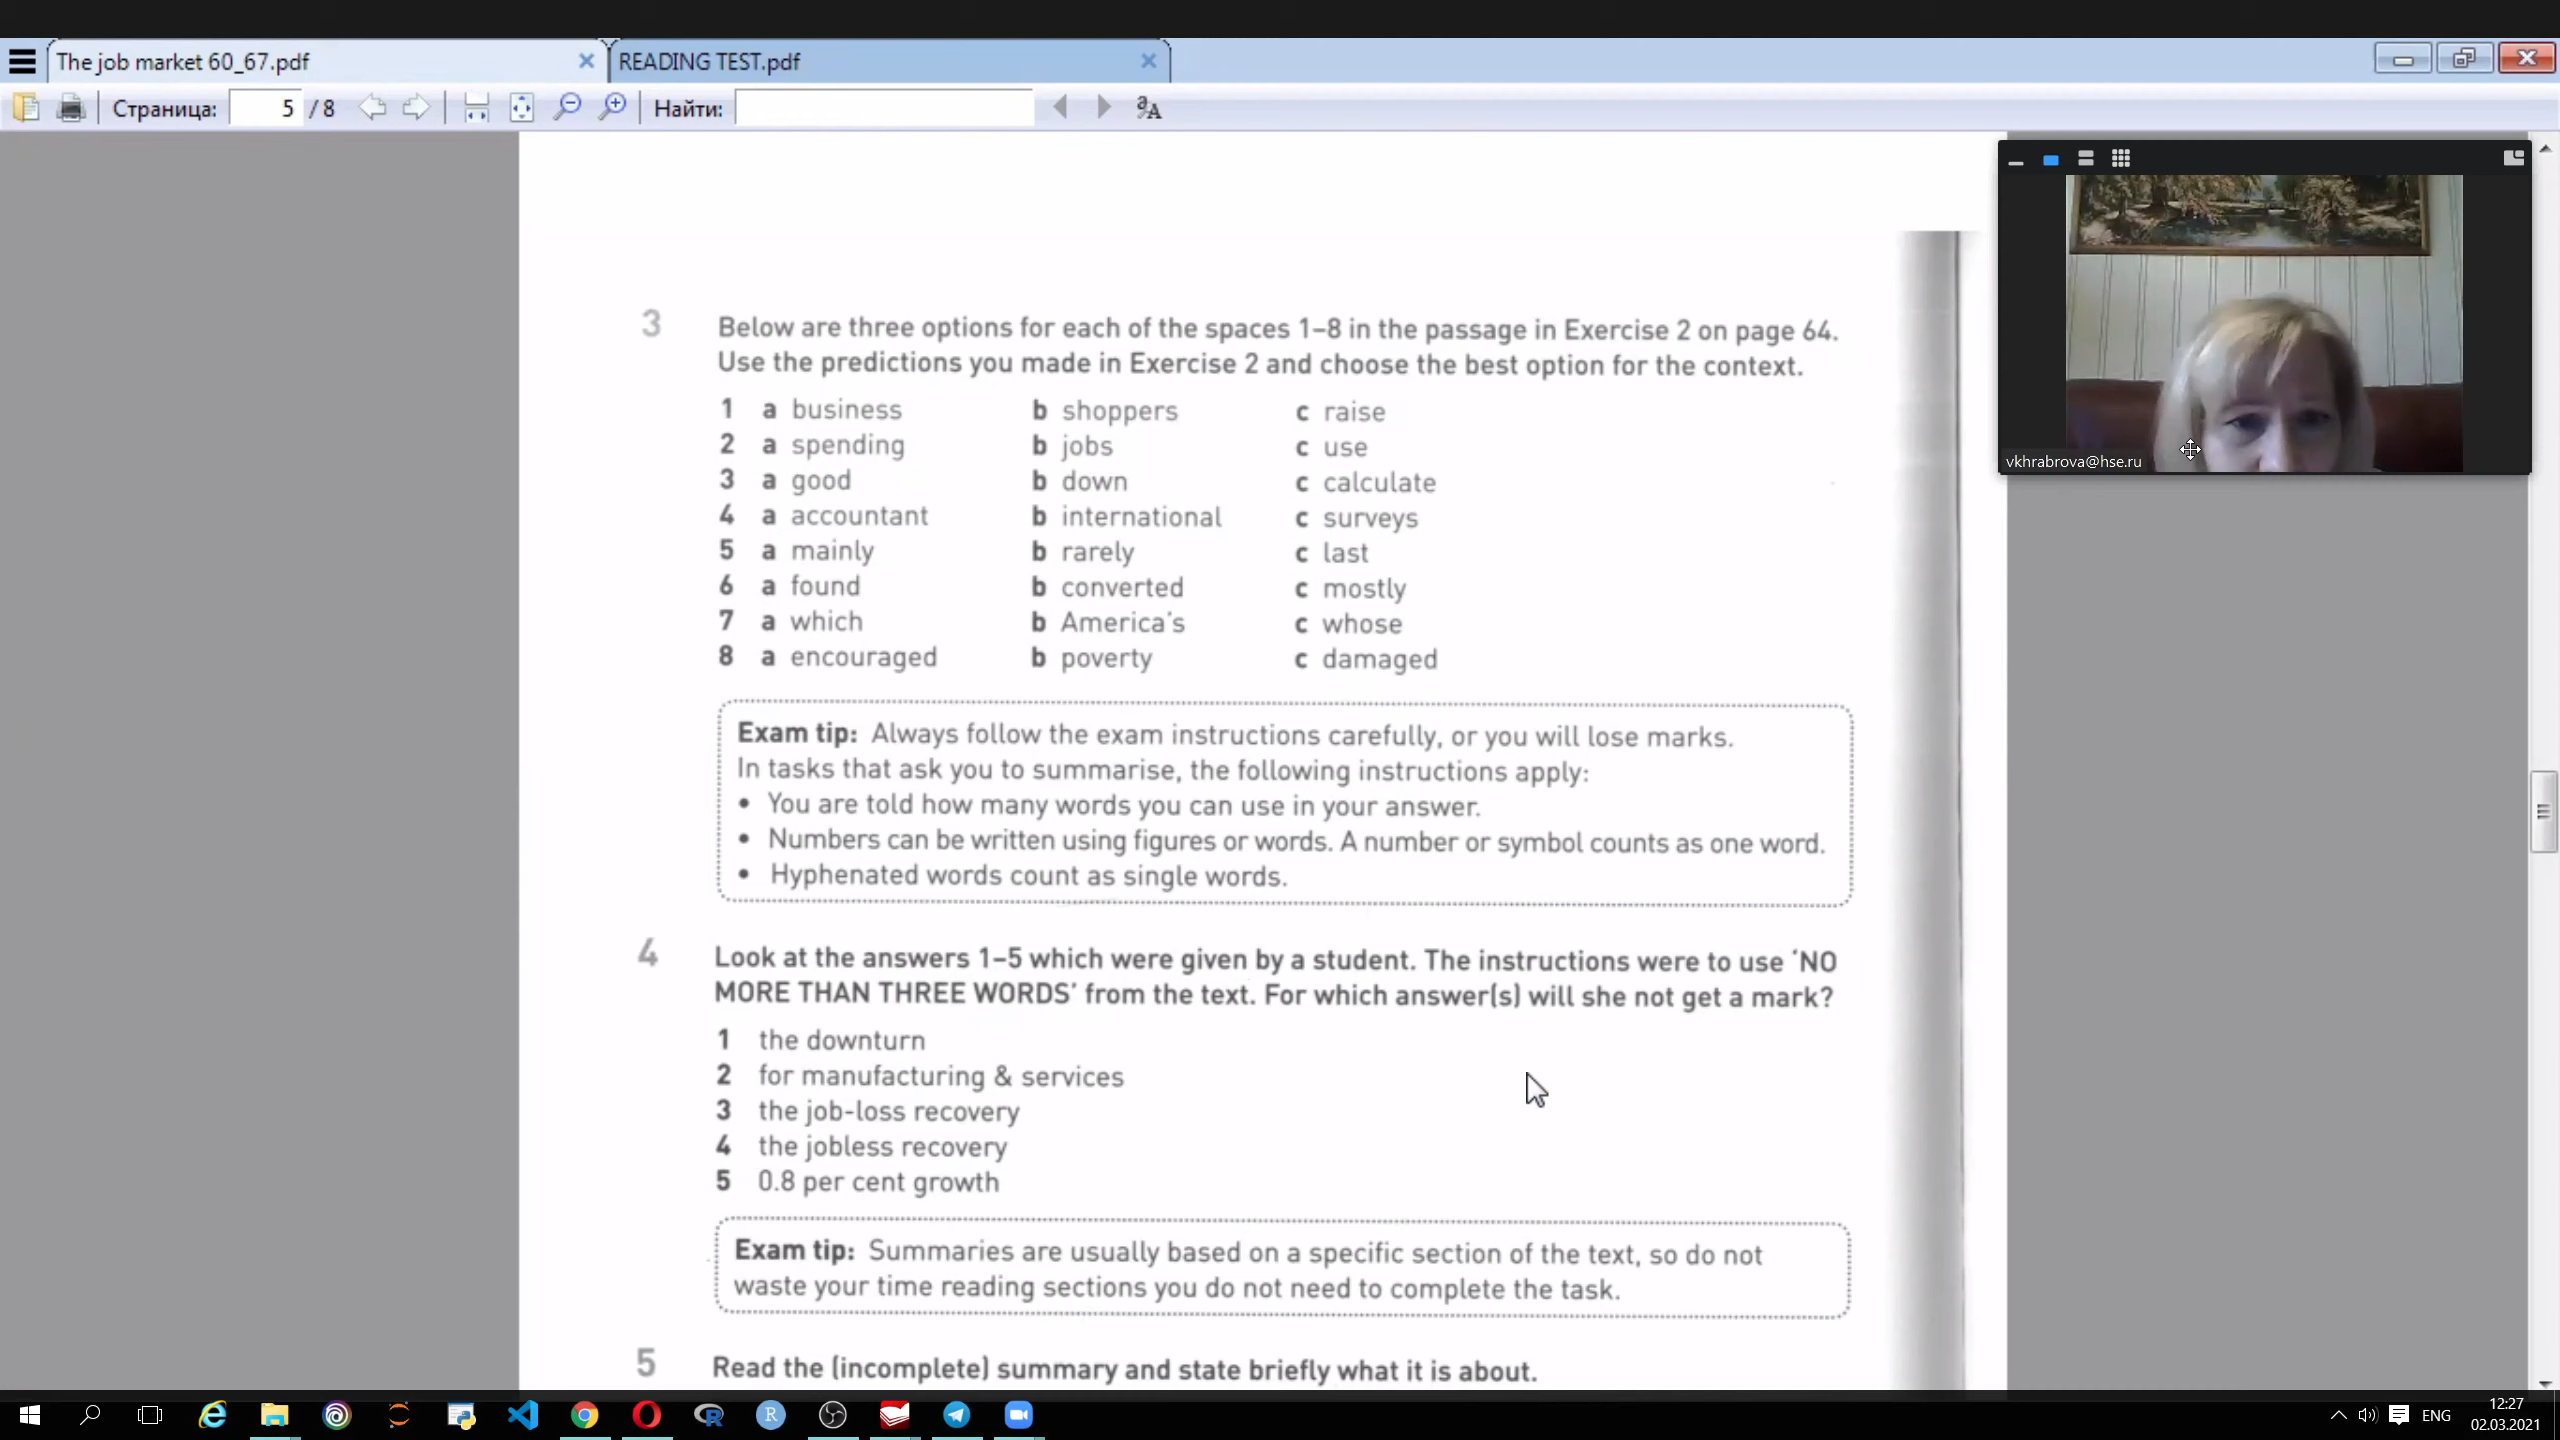 The job market 60_67.pdf
READING TEST.pdf
Страница: 5 / 8 Найти:
vkhrabrova@hse.ru
3 Below are three options for each of the spaces 1–8 in the passage in Exercise 2 on page 64.
Use the predictions you made in Exercise 2 and choose the best option for the context.
1 a business b shoppers c raise
2 a spending b jobs c use
3 a good b down c calculate
4 a accountant b international c surveys
5 a mainly b rarely c last
6 a found b converted c mostly
7 a which b America's c whose
8 a encouraged b poverty c damaged
Exam tip: Always follow the exam instructions carefully, or you will lose marks.
In tasks that ask you to summarise, the following instructions apply:
• You are told how many words you can use in your answer.
• Numbers can be written using figures or words. A number or symbol counts as one word.
• Hyphenated words count as single words.
4 Look at the answers 1–5 which were given by a student. The instructions were to use 'NO
MORE THAN THREE WORDS' from the text. For which answer(s) will she not get a mark?
1 the downturn
2 for manufacturing & services
3 the job-loss recovery
4 the jobless recovery
5 0.8 per cent growth
Exam tip: Summaries are usually based on a specific section of the text, so do not
waste your time reading sections you do not need to complete the task.
5 Read the (incomplete) summary and state briefly what it is about.
ENG
12:27
02.03.2021